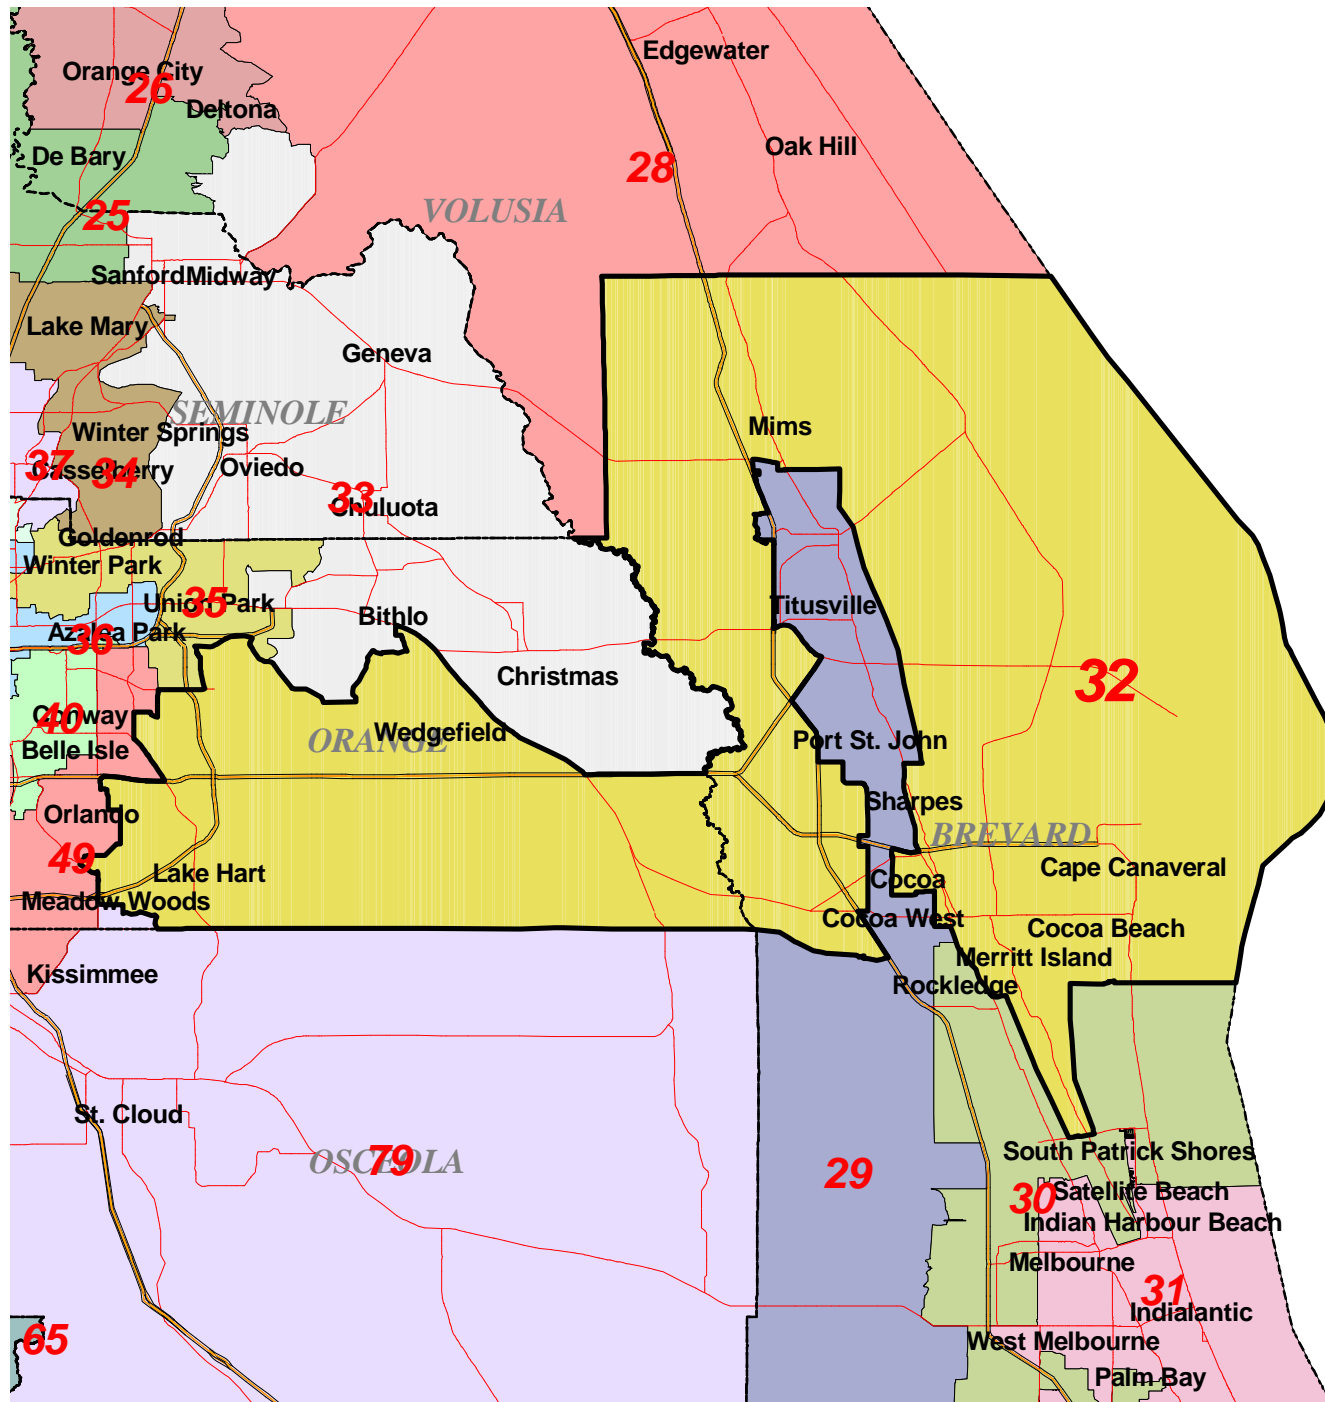 Edgewater
Orange City
26
Deltona
Oak Hill
De Bary
28
VOLUSIA
25
Sanford
Midway
Lake Mary
Geneva
SEMINOLE
Mims
Winter Springs
37
Casselberry
34
Oviedo
33
Chuluota
Goldenrod
Winter Park
Union Park
35
Titusville
Bithlo
Azalea Park
36
Christmas
32
Conway
40
Wedgefield
ORANGE
Port St. John
Belle Isle
Sharpes
Orlando
BREVARD
49
Lake Hart
Cape Canaveral
Cocoa
Meadow Woods
Cocoa West
Cocoa Beach
Merritt Island
Kissimmee
Rockledge
St. Cloud
South Patrick Shores
OSCEOLA
79
29
30
Satellite Beach
Indian Harbour Beach
Melbourne
31
Indialantic
65
West Melbourne
Palm Bay